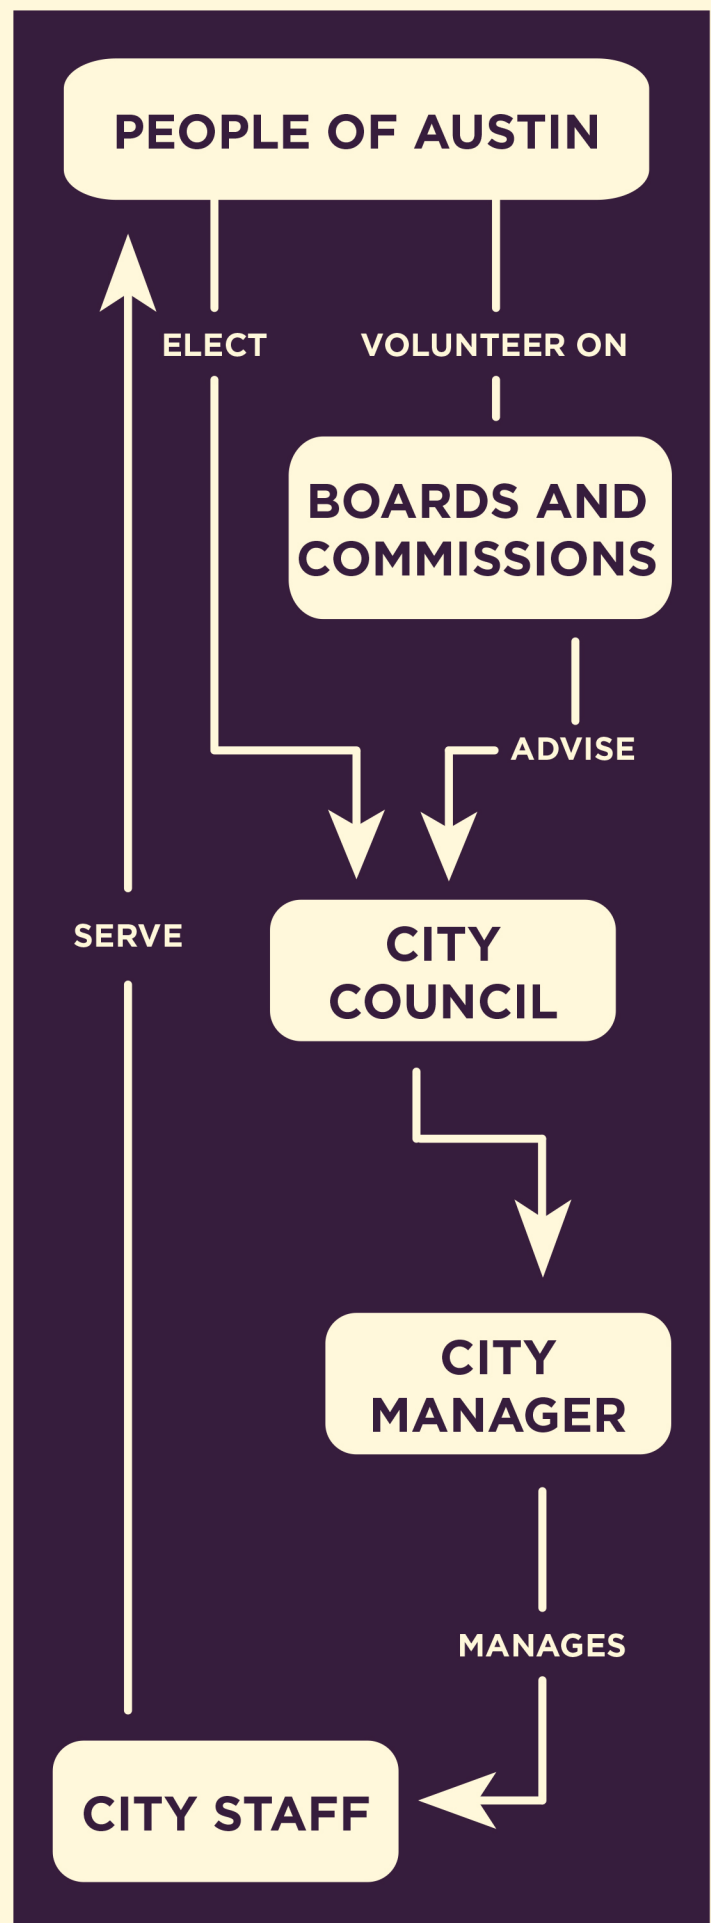 PEOPLE OF AUSTIN
ELECT
VOLUNTEER ON
BOARDS AND
COMMISSIONS
ADVISE
SERVE
CITY
COUNCIL
CITY
MANAGER
MANAGES
CITY STAFF